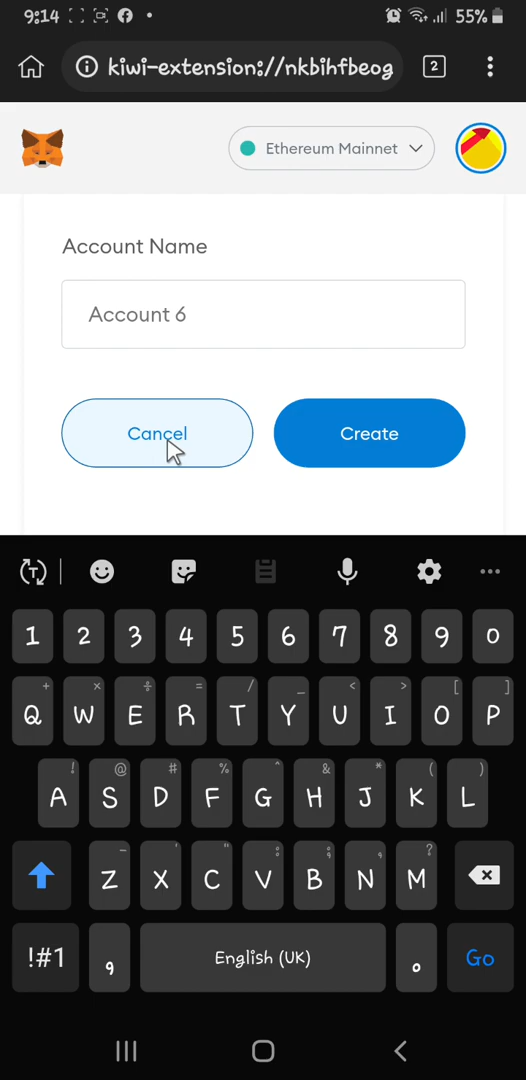 9:14 55%
kiwi-extension://nkbihfbeog 2
Ethereum Mainnet
Account Name
Account 6
Cancel Create
T
1 2 3 4 5 6 7 8 9 0
+ × ÷ = / _ < > [ ]
Q W E R T Y U I O P
! @ # % ^ & * ( )
A S D F G H J K L
- ' " : ; , ?
Z X C V B N M
!#1 , English (UK) . Go